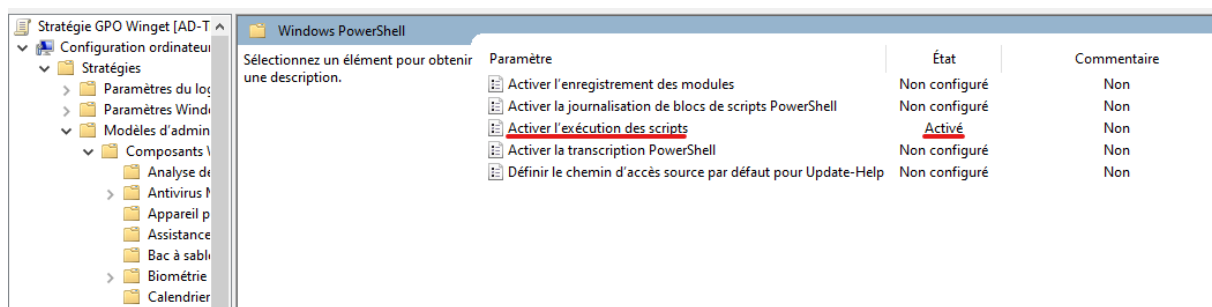 Stratégie GPO Winget [AD-T
Configuration ordinateur
Stratégies
Paramètres du log
Paramètres Windo
Modèles d'admin
Composants
Analyse de
Antivirus
Appareil p
Assistance
Bac à sable
Biométrie
Calendrier
Windows PowerShell
Sélectionnez un élément pour obtenir
une description.
Paramètre État Commentaire
Activer l'enregistrement des modules Non configuré Non
Activer la journalisation de blocs de scripts PowerShell Non configuré Non
Activer l'exécution des scripts Activé Non
Activer la transcription PowerShell Non configuré Non
Définir le chemin d'accès source par défaut pour Update-Help Non configuré Non